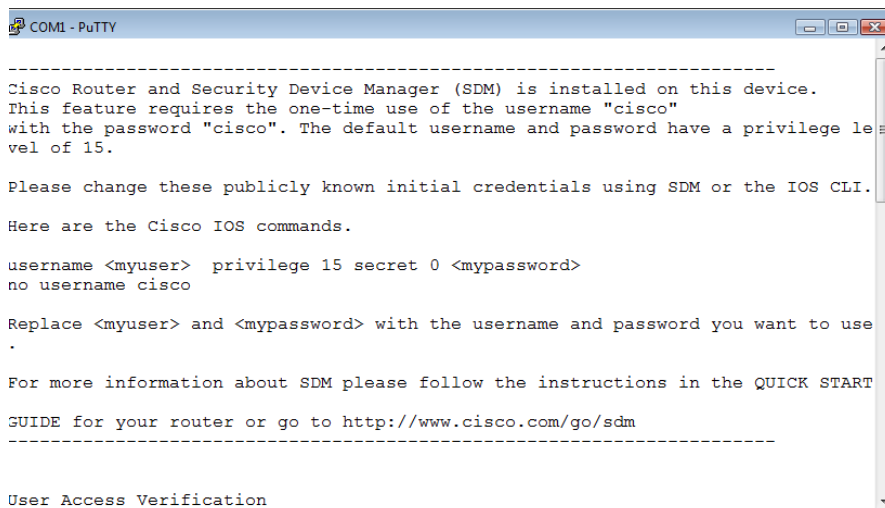 COM1 - PuTTY
-----------------------------------------------------------------------
Cisco Router and Security Device Manager (SDM) is installed on this device.
This feature requires the one-time use of the username "cisco"
with the password "cisco". The default username and password have a privilege le
vel of 15.
Please change these publicly known initial credentials using SDM or the IOS CLI.
Here are the Cisco IOS commands.
username <myuser>  privilege 15 secret 0 <mypassword>
no username cisco
Replace <myuser> and <mypassword> with the username and password you want to use
.
For more information about SDM please follow the instructions in the QUICK START
GUIDE for your router or go to http://www.cisco.com/go/sdm
-----------------------------------------------------------------------
User Access Verification